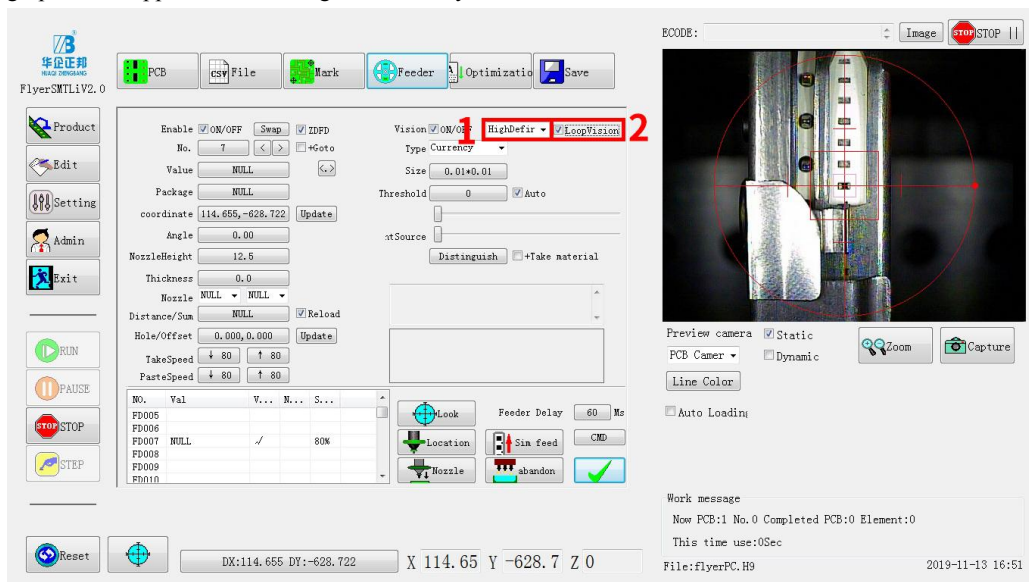 ECODE: Image STOP STOP ||
华企正邦
HUAQI ZHENGBANG
FlyerSMTLiV2.0
PCB CSV File Mark Feeder Optimizatio Save
Product
Edit
Setting
Admin
Exit
RUN
PAUSE
STOP STOP
STEP
Reset
Enable ON/OFF Swap ZDFD
No. 7 < > +Goto
Value NULL <.>
Package NULL
coordinate 114.655,-628.722 Update
Angle 0.00
NozzleHeight 12.5
Thickness 0.0
Nozzle NULL NULL
Distance/Sum NULL Reload
Hole/Offset 0.000,0.000 Update
TakeSpeed ↓ 80 ↑ 80
PasteSpeed ↓ 80 ↑ 80
Vision ON/OFF 1 HighDefir LoopVision 2
Type Currency
Size 0.01*0.01
Threshold 0 Auto
ntSource
Distinguish +Take material
NO. Val V... N... S...
FD005
FD006
FD007 NULL √ 80%
FD008
FD009
FD010
Look Feeder Delay 60 Ms
Location Sim feed CMD
Nozzle abandon
DX:114.655 DY:-628.722 X 114.65 Y -628.7 Z 0
Preview camera Static
PCB Camer Dynamic Zoom Capture
Line Color
Auto Loading
Work message
Now PCB:1 No.0 Completed PCB:0 Element:0
This time use:0Sec
File:flyerPC.H9 2019-11-13 16:51